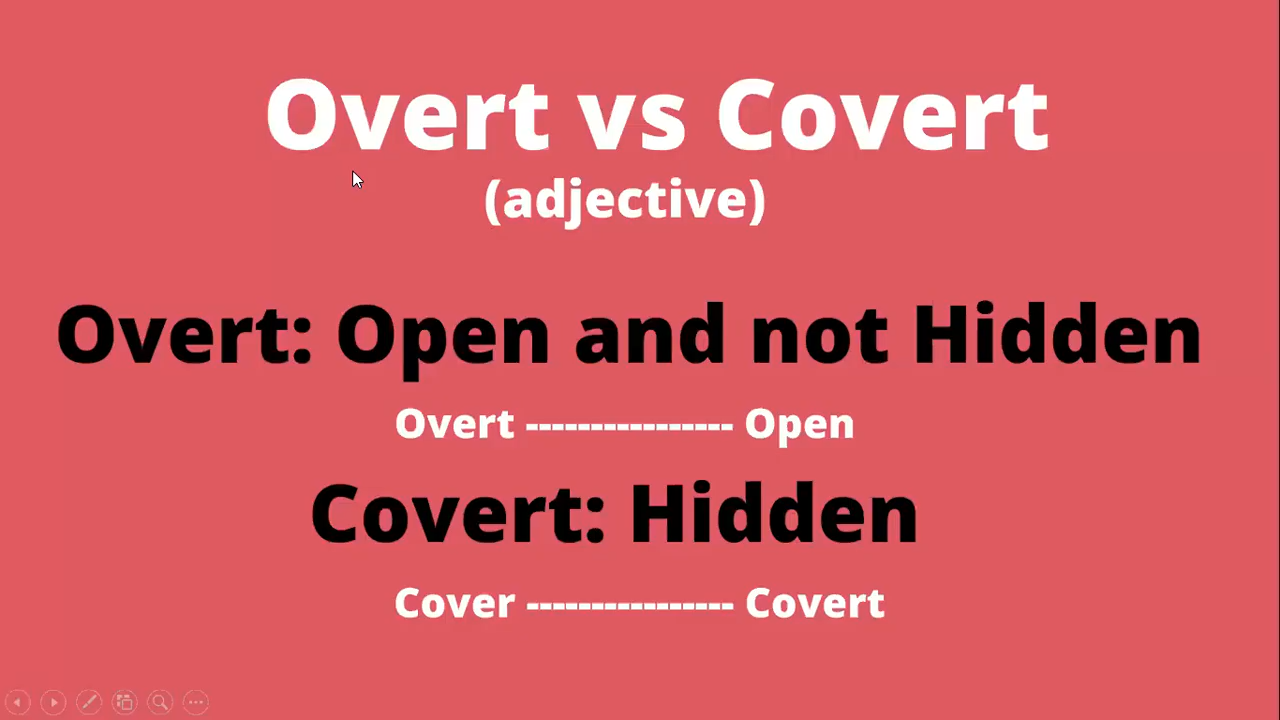 Overt vs Covert
(adjective)
Overt: Open and not Hidden
Overt ---------------- Open
Covert: Hidden
Cover ---------------- Covert